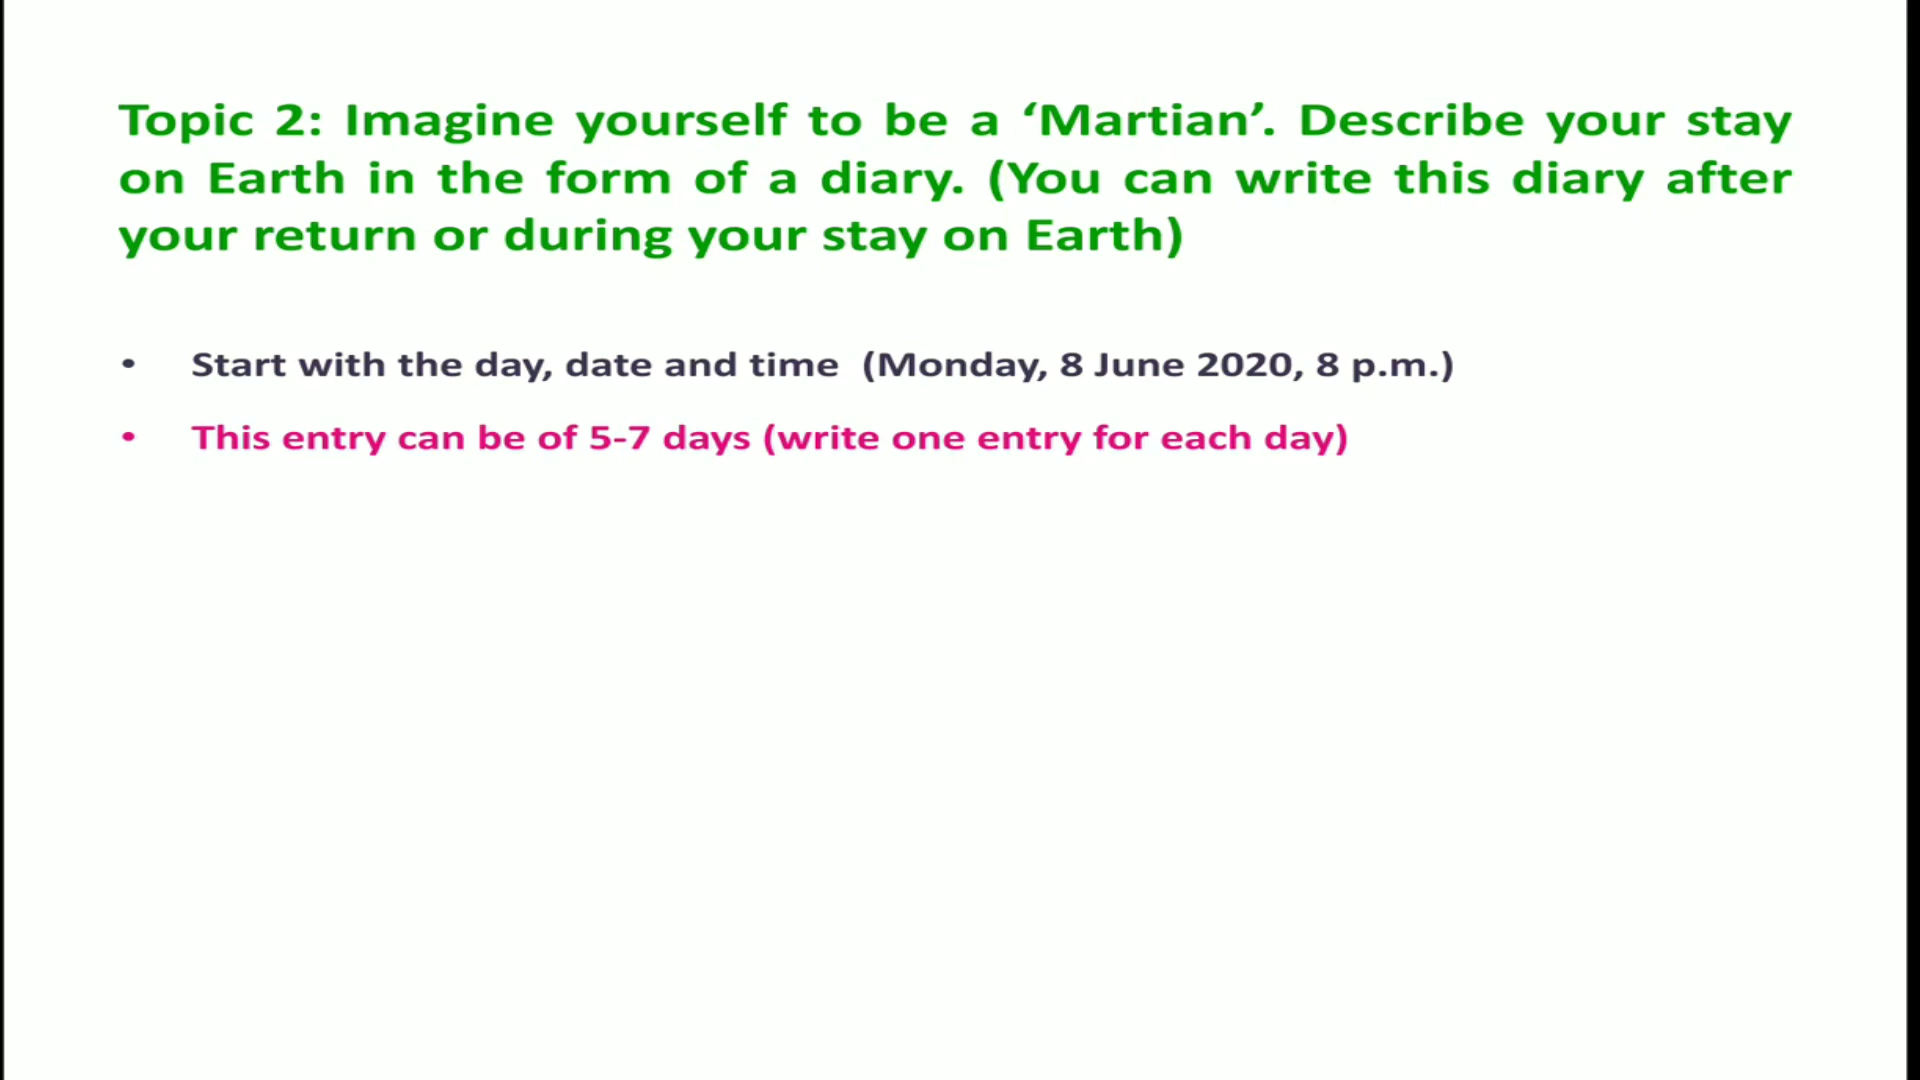 Topic 2: Imagine yourself to be a ‘Martian’. Describe your stay
on Earth in the form of a diary. (You can write this diary after
your return or during your stay on Earth)
• Start with the day, date and time (Monday, 8 June 2020, 8 p.m.)
• This entry can be of 5-7 days (write one entry for each day)